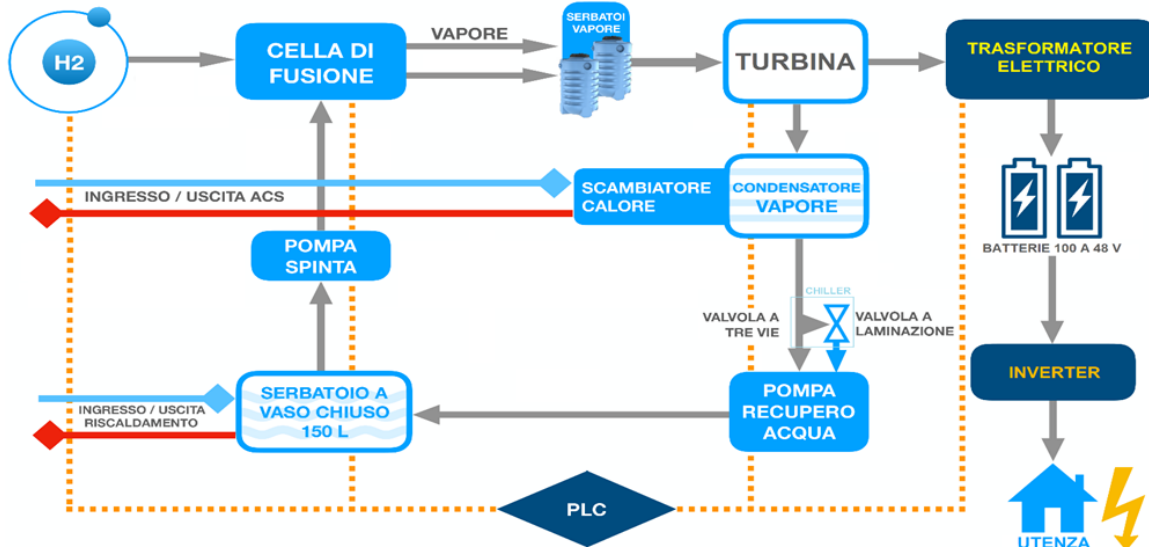 H2
CELLA DI
FUSIONE
VAPORE
SERBATOI
VAPORE
TURBINA
TRASFORMATORE
ELETTRICO
INGRESSO / USCITA ACS
SCAMBIATORE
CALORE
CONDENSATORE
VAPORE
BATTERIE 100 A 48 V
POMPA
SPINTA
CHILLER
VALVOLA A
TRE VIE
VALVOLA A
LAMINAZIONE
INVERTER
SERBATOIO A
VASO CHIUSO
150 L
INGRESSO / USCITA
RISCALDAMENTO
POMPA
RECUPERO
ACQUA
PLC
UTENZA